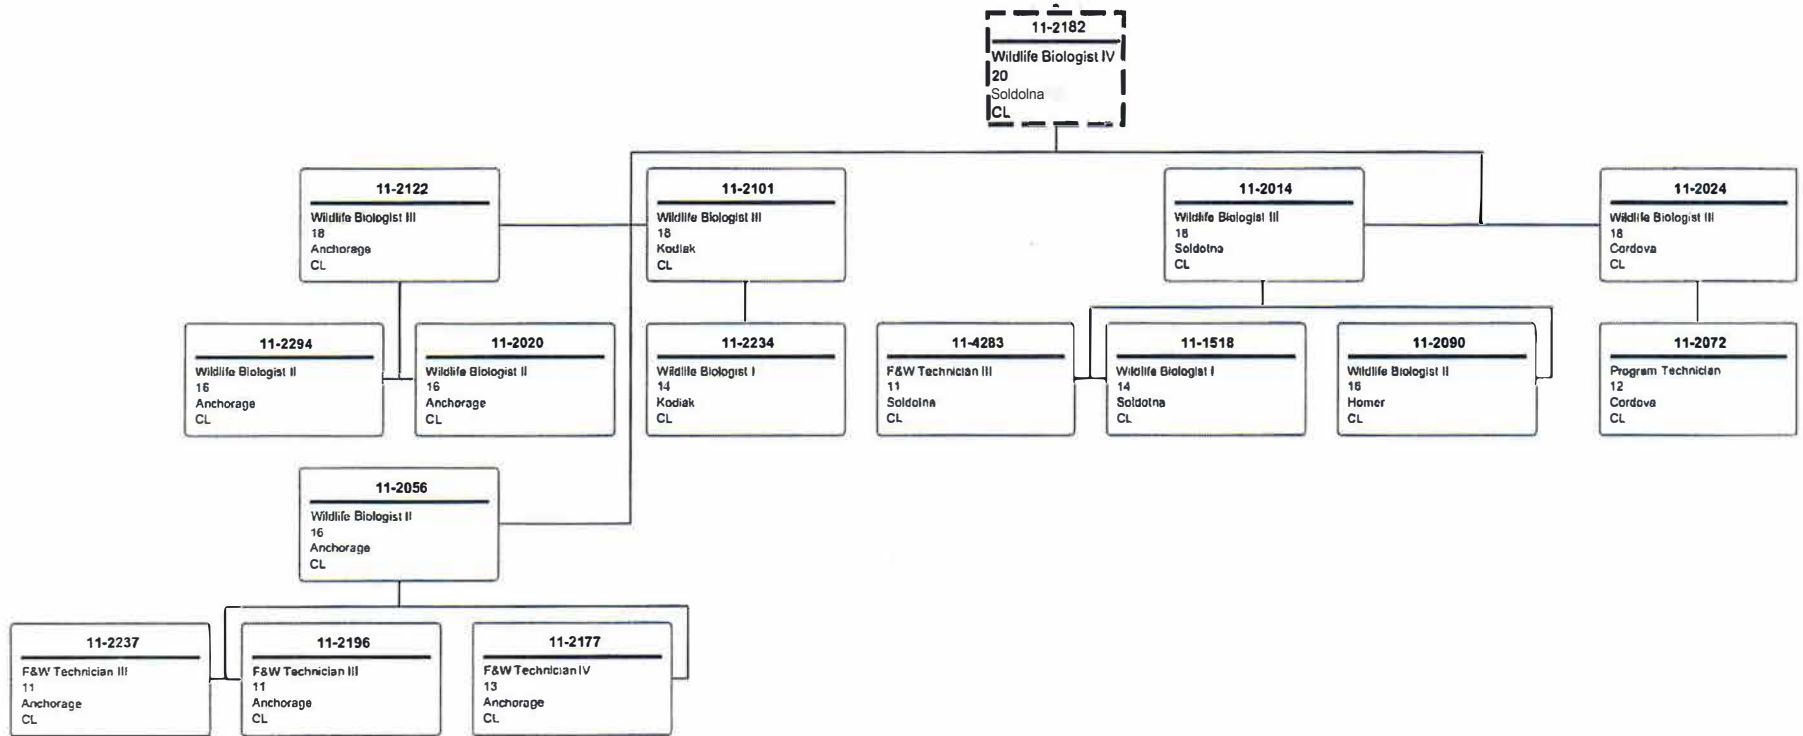 11-2182
Wildlife Biologist IV
20
Soldolna
CL
11-2122
Wildlife Biologist III
18
Anchorage
CL
11-2101
Wildlife Biologist III
18
Kodiak
CL
11-2014
Wildlife Biologist III
18
Soldotna
CL
11-2024
Wildlife Biologist III
18
Cordova
CL
11-2294
Wildlife Biologist II
16
Anchorage
CL
11-2020
Wildlife Biologist II
16
Anchorage
CL
11-2234
Wildlife Biologist I
14
Kodiak
CL
11-4283
F&W Technician III
11
Soldotna
CL
11-1518
Wildlife Biologist I
14
Soldotna
CL
11-2090
Wildlife Biologist II
16
Homer
CL
11-2072
Program Technician
12
Cordova
CL
11-2056
Wildlife Biologist II
16
Anchorage
CL
11-2237
F&W Technician III
11
Anchorage
CL
11-2196
F&W Technician III
11
Anchorage
CL
11-2177
F&W Technician IV
13
Anchorage
CL